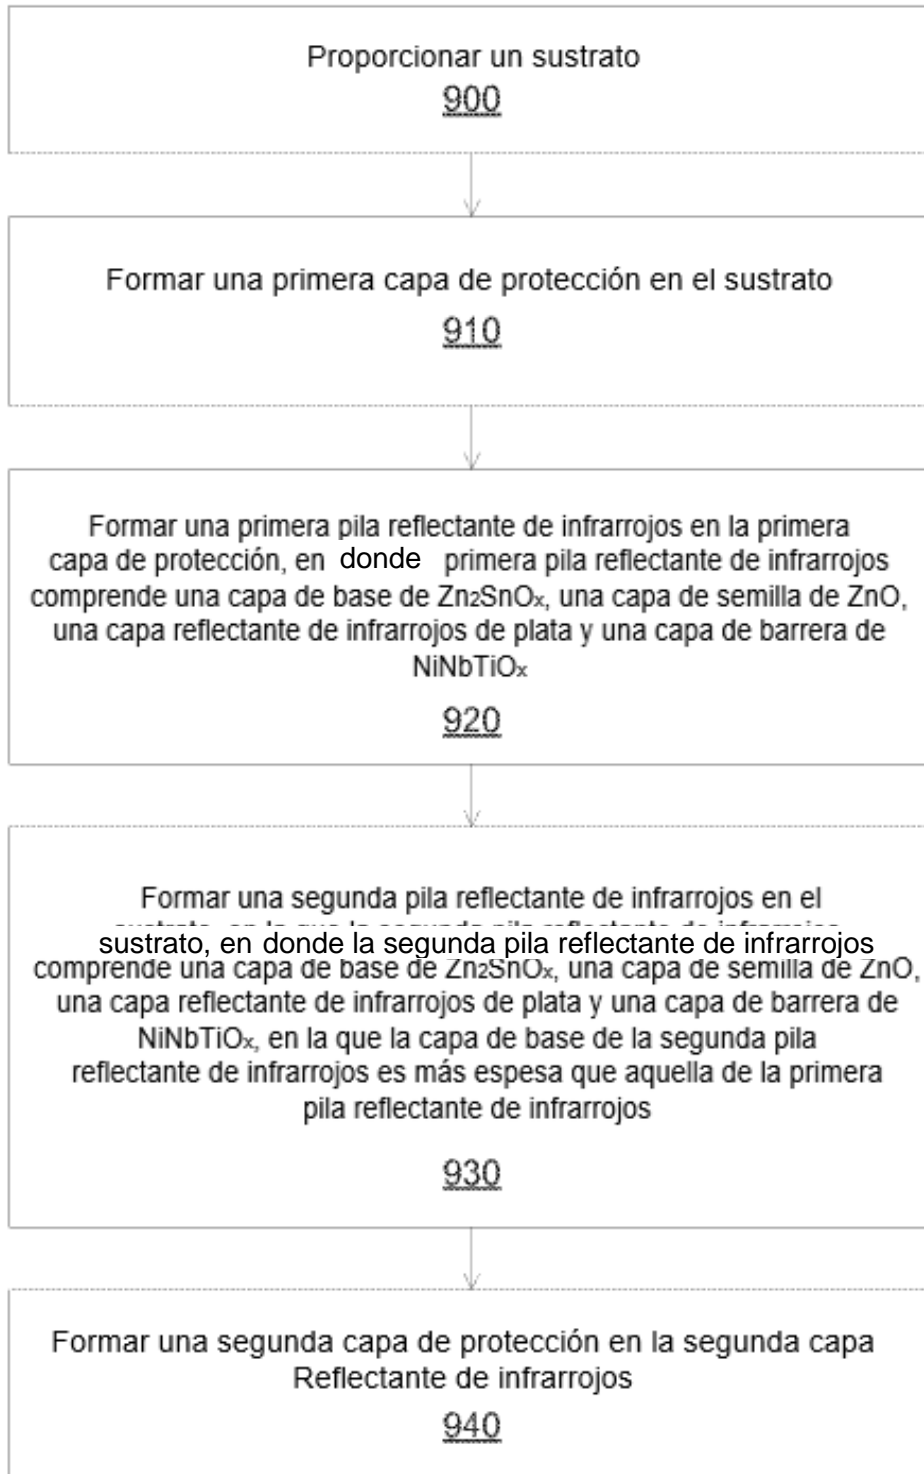 Proporcionar un sustrato
900
Formar una primera capa de protección en el sustrato
910
Formar una primera pila reflectante de infrarrojos en la primera
capa de protección, en donde primera pila reflectante de infrarrojos
comprende una capa de base de Zn₂SnOₓ, una capa de semilla de ZnO,
una capa reflectante de infrarrojos de plata y una capa de barrera de
NiNbTiOₓ
920
Formar una segunda pila reflectante de infrarrojos en el
sustrato, en donde la segunda pila reflectante de infrarrojos
comprende una capa de base de Zn₂SnOₓ, una capa de semilla de ZnO,
una capa reflectante de infrarrojos de plata y una capa de barrera de
NiNbTiOₓ, en la que la capa de base de la segunda pila
reflectante de infrarrojos es más espesa que aquella de la primera
pila reflectante de infrarrojos
930
Formar una segunda capa de protección en la segunda capa
Reflectante de infrarrojos
940